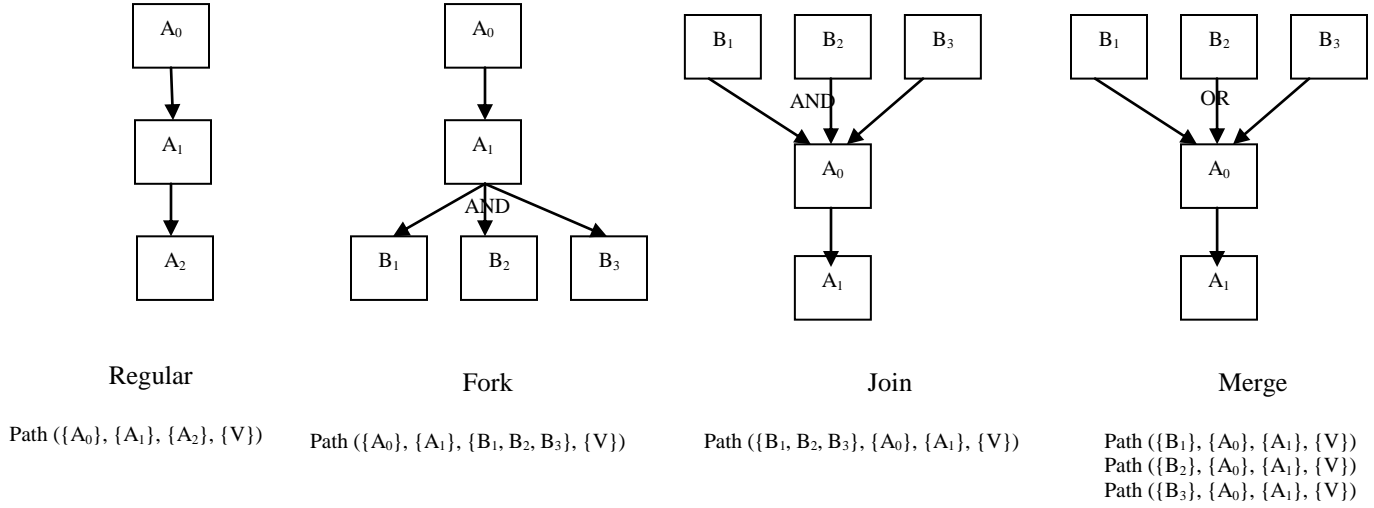 A₀
A₁
A₂
Regular
Path ({A₀}, {A₁}, {A₂}, {V})
A₀
A₁
AND
B₁ B₂ B₃
Fork
Path ({A₀}, {A₁}, {B₁, B₂, B₃}, {V})
B₁ B₂ B₃
AND
A₀
A₁
Join
Path ({B₁, B₂, B₃}, {A₀}, {A₁}, {V})
B₁ B₂ B₃
OR
A₀
A₁
Merge
Path ({B₁}, {A₀}, {A₁}, {V})
Path ({B₂}, {A₀}, {A₁}, {V})
Path ({B₃}, {A₀}, {A₁}, {V})